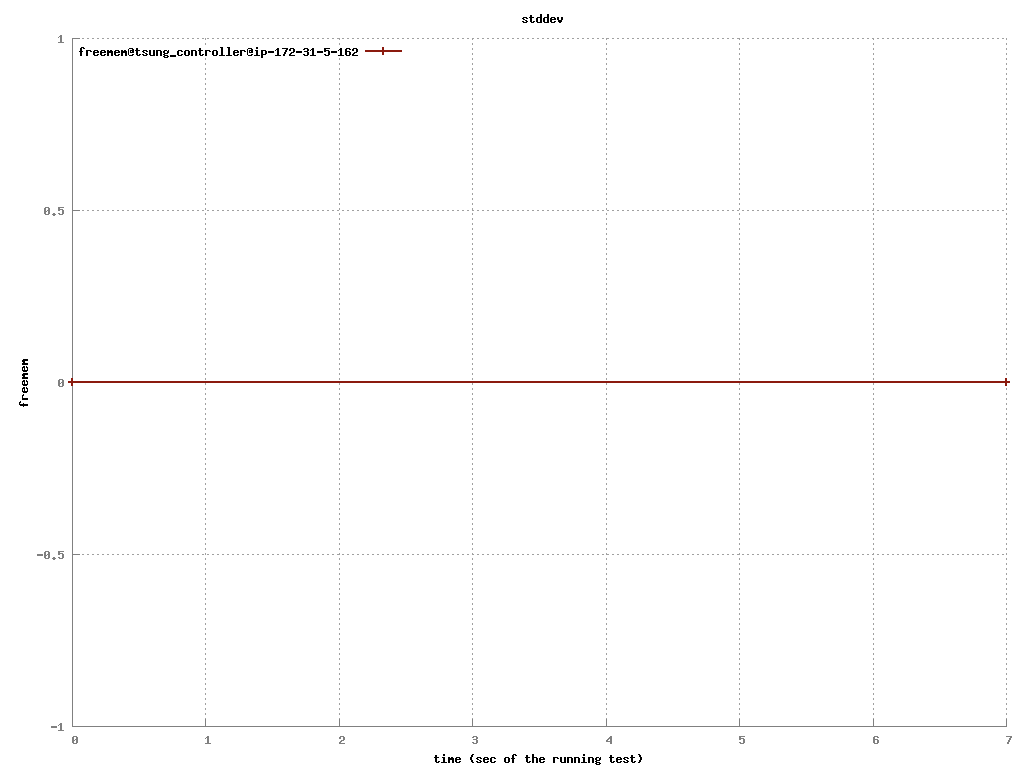 stddev
freemem@tsung_controller@ip-172-31-5-162
1
0.5
0
-0.5
-1
freemem
0 1 2 3 4 5 6 7
time (sec of the running test)